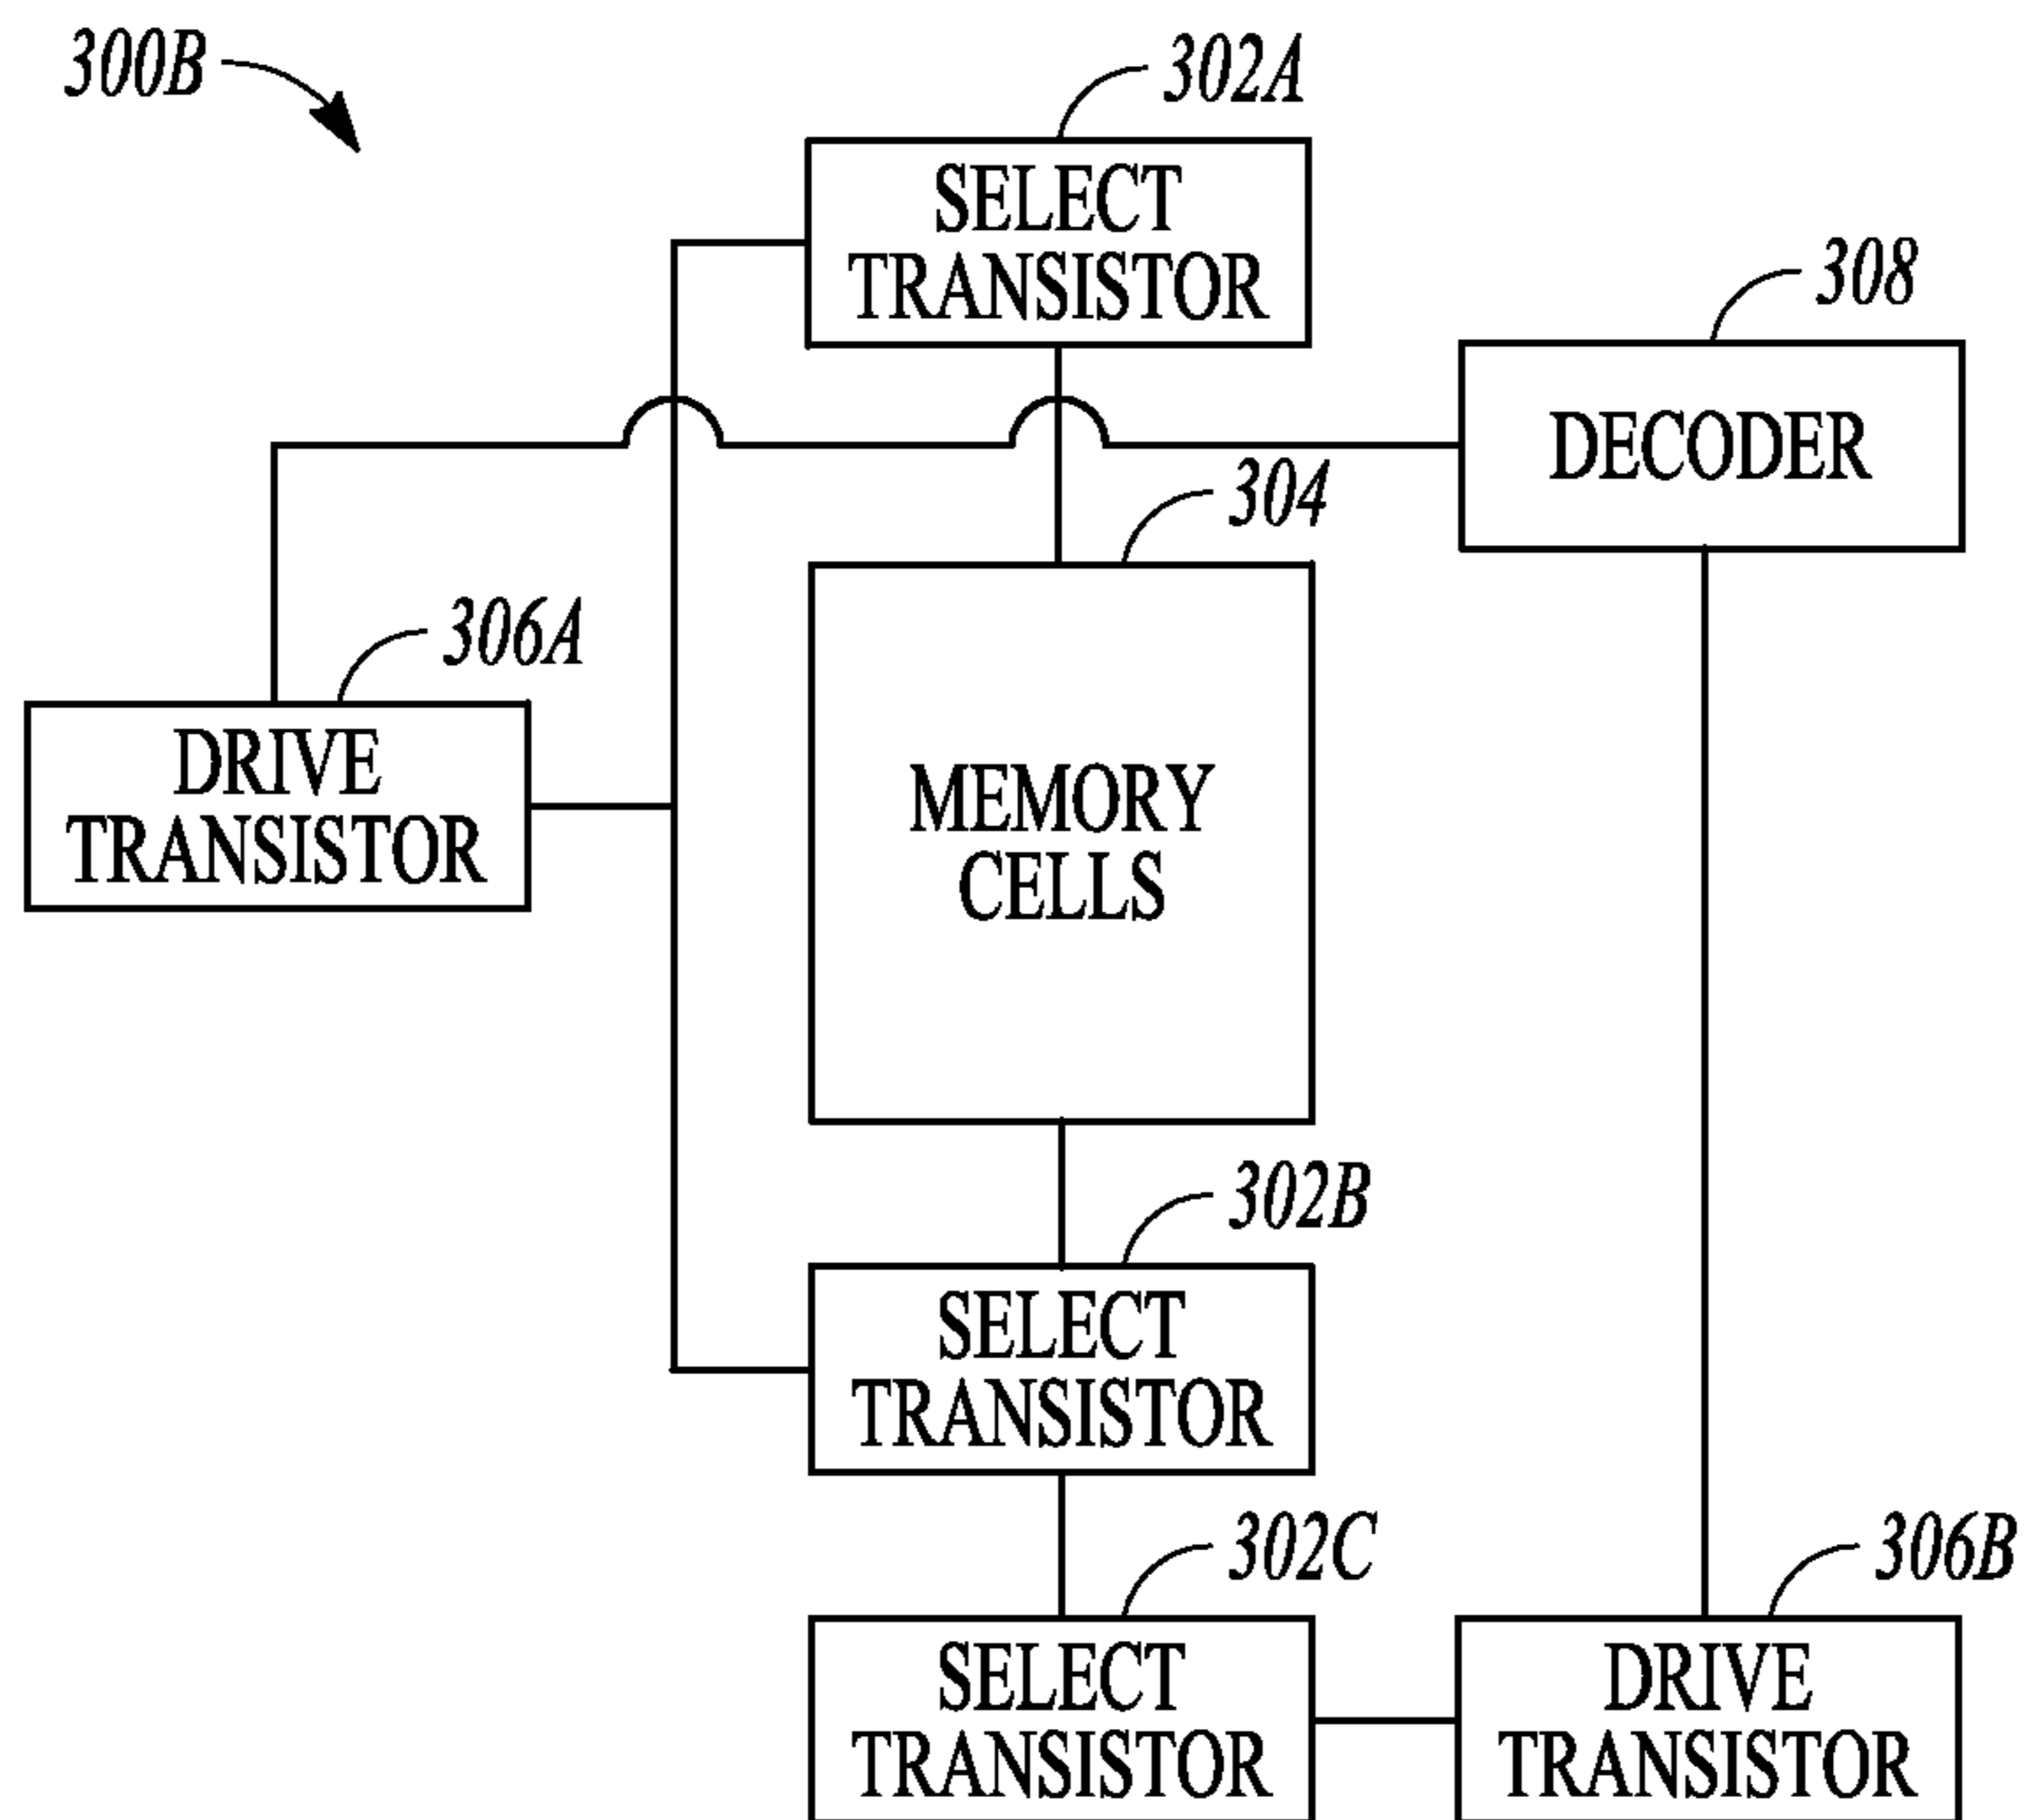 300B
302A
SELECT
TRANSISTOR
308
DECODER
304
MEMORY
CELLS
306A
DRIVE
TRANSISTOR
302B
SELECT
TRANSISTOR
302C
SELECT
TRANSISTOR
306B
DRIVE
TRANSISTOR